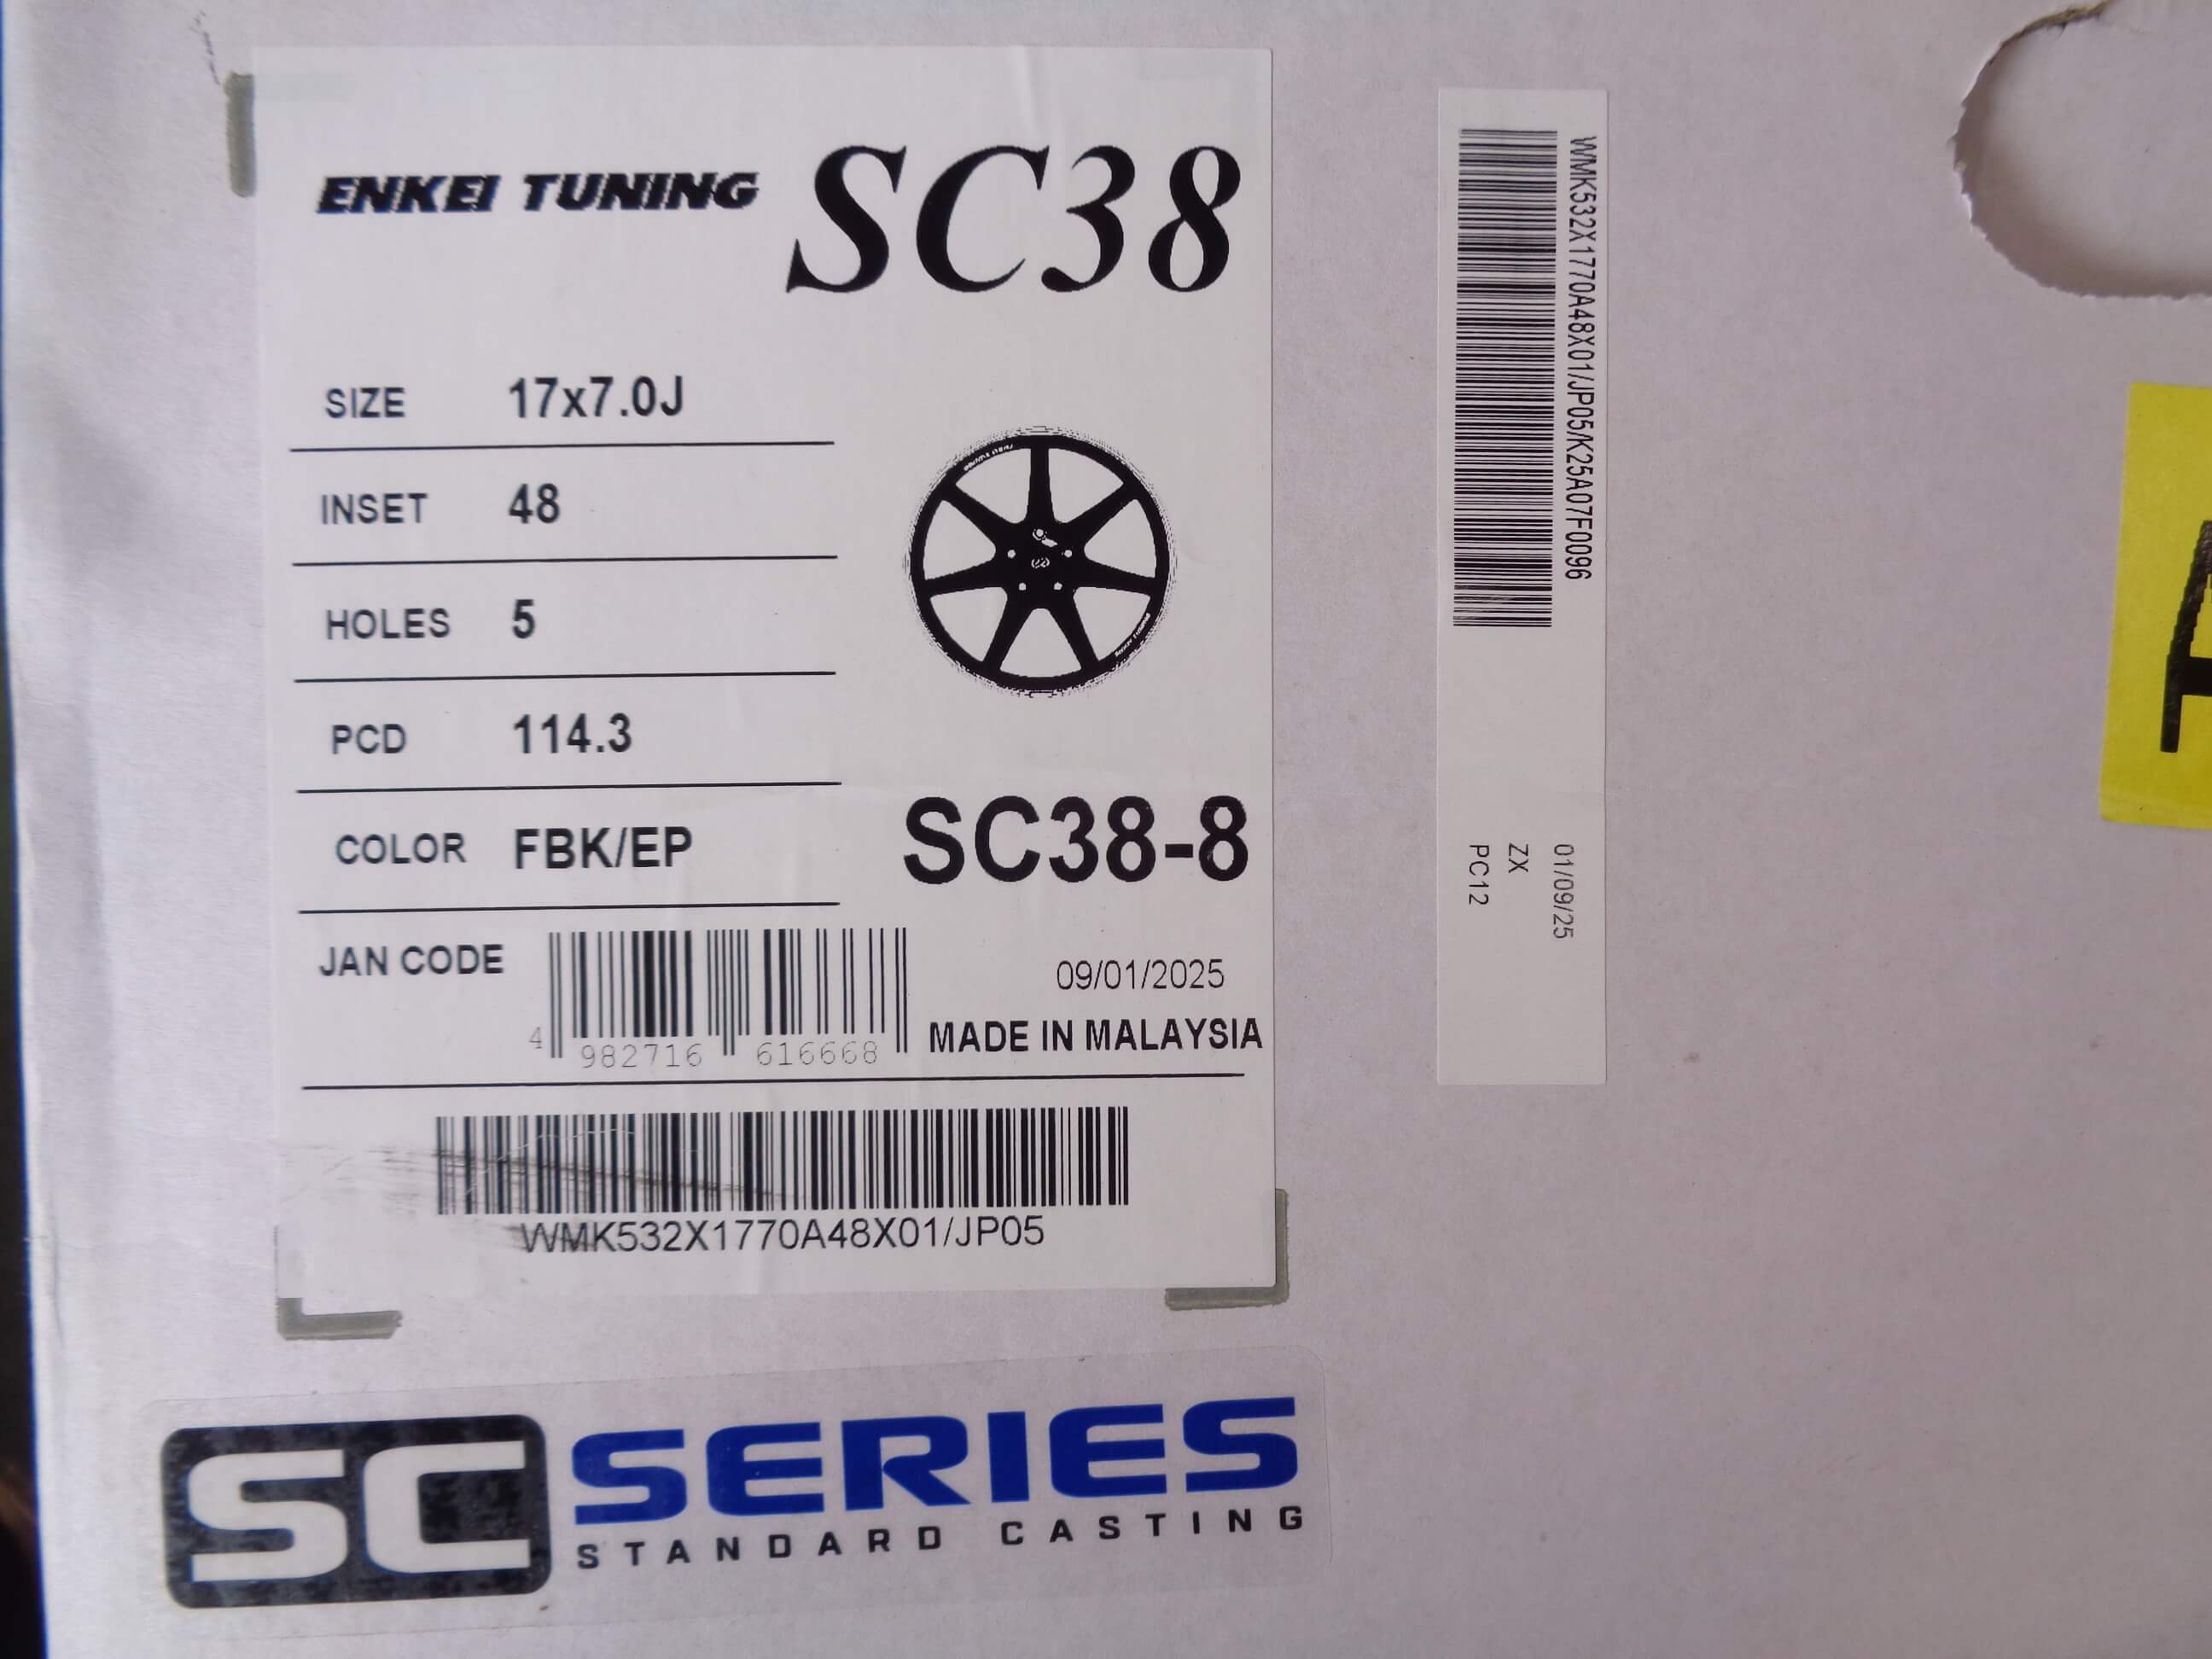 ENKEI TUNING SC38
SIZE 17x7.0J
INSET 48
HOLES 5
PCD 114.3
COLOR FBK/EP
SC38-8
JAN CODE
4 982716 616668
09/01/2025
MADE IN MALAYSIA
WMK532X1770A48X01/JP05
SC SERIES
STANDARD CASTING
WMK532X1770A48X01/JP05/K25A07F0096
01/09/25
ZX
PC12